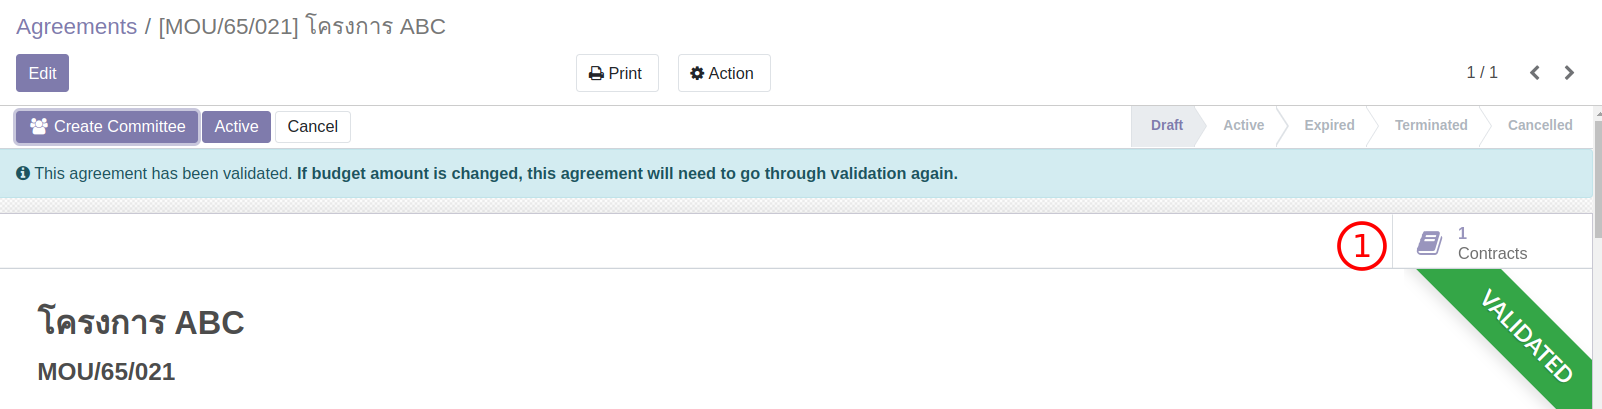 Agreements / [MOU/65/021] โครงการ ABC
Edit
Print
Action
1 / 1
Create Committee
Active
Cancel
Draft
Active
Expired
Terminated
Cancelled
This agreement has been validated. If budget amount is changed, this agreement will need to go through validation again.
1
1
Contracts
VALIDATED
โครงการ ABC
MOU/65/021